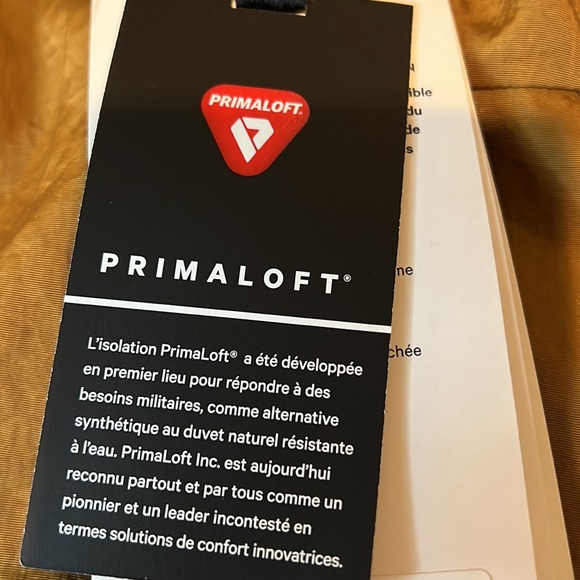 PRIMALOFT®
PRIMALOFT®
L'isolation PrimaLoft® a été développée
en premier lieu pour répondre à des
besoins militaires, comme alternative
synthétique au duvet naturel résistante
à l'eau. PrimaLoft Inc. est aujourd'hui
reconnu partout et par tous comme un
pionnier et un leader incontesté en
termes solutions de confort innovatrices.